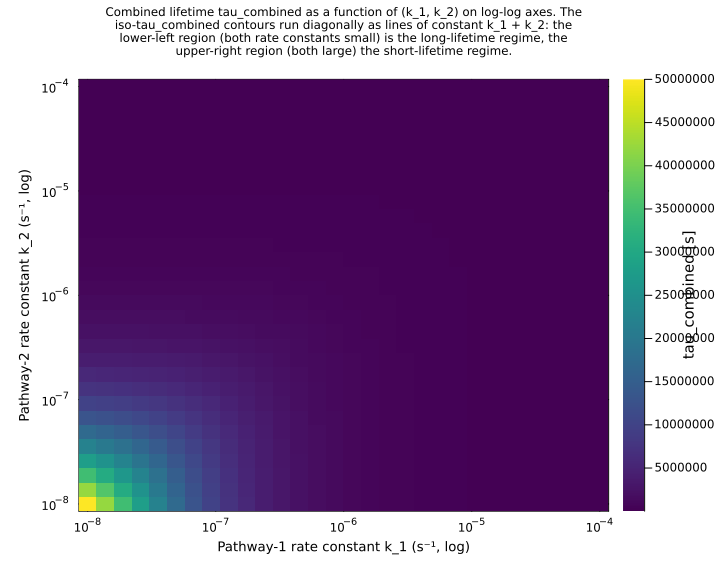 Combined lifetime tau_combined as a function of (k_1, k_2) on log-log axes. The
iso-tau_combined contours run diagonally as lines of constant k_1 + k_2: the
lower-left region (both rate constants small) is the long-lifetime regime, the
upper-right region (both large) the short-lifetime regime.
10⁻⁴
10⁻⁵
10⁻⁶
10⁻⁷
10⁻⁸
Pathway-2 rate constant k_2 (s⁻¹, log)
10⁻⁸ 10⁻⁷ 10⁻⁶ 10⁻⁵ 10⁻⁴
Pathway-1 rate constant k_1 (s⁻¹, log)
50000000
45000000
40000000
35000000
30000000
25000000
20000000
15000000
10000000
5000000
tau_combined [s]